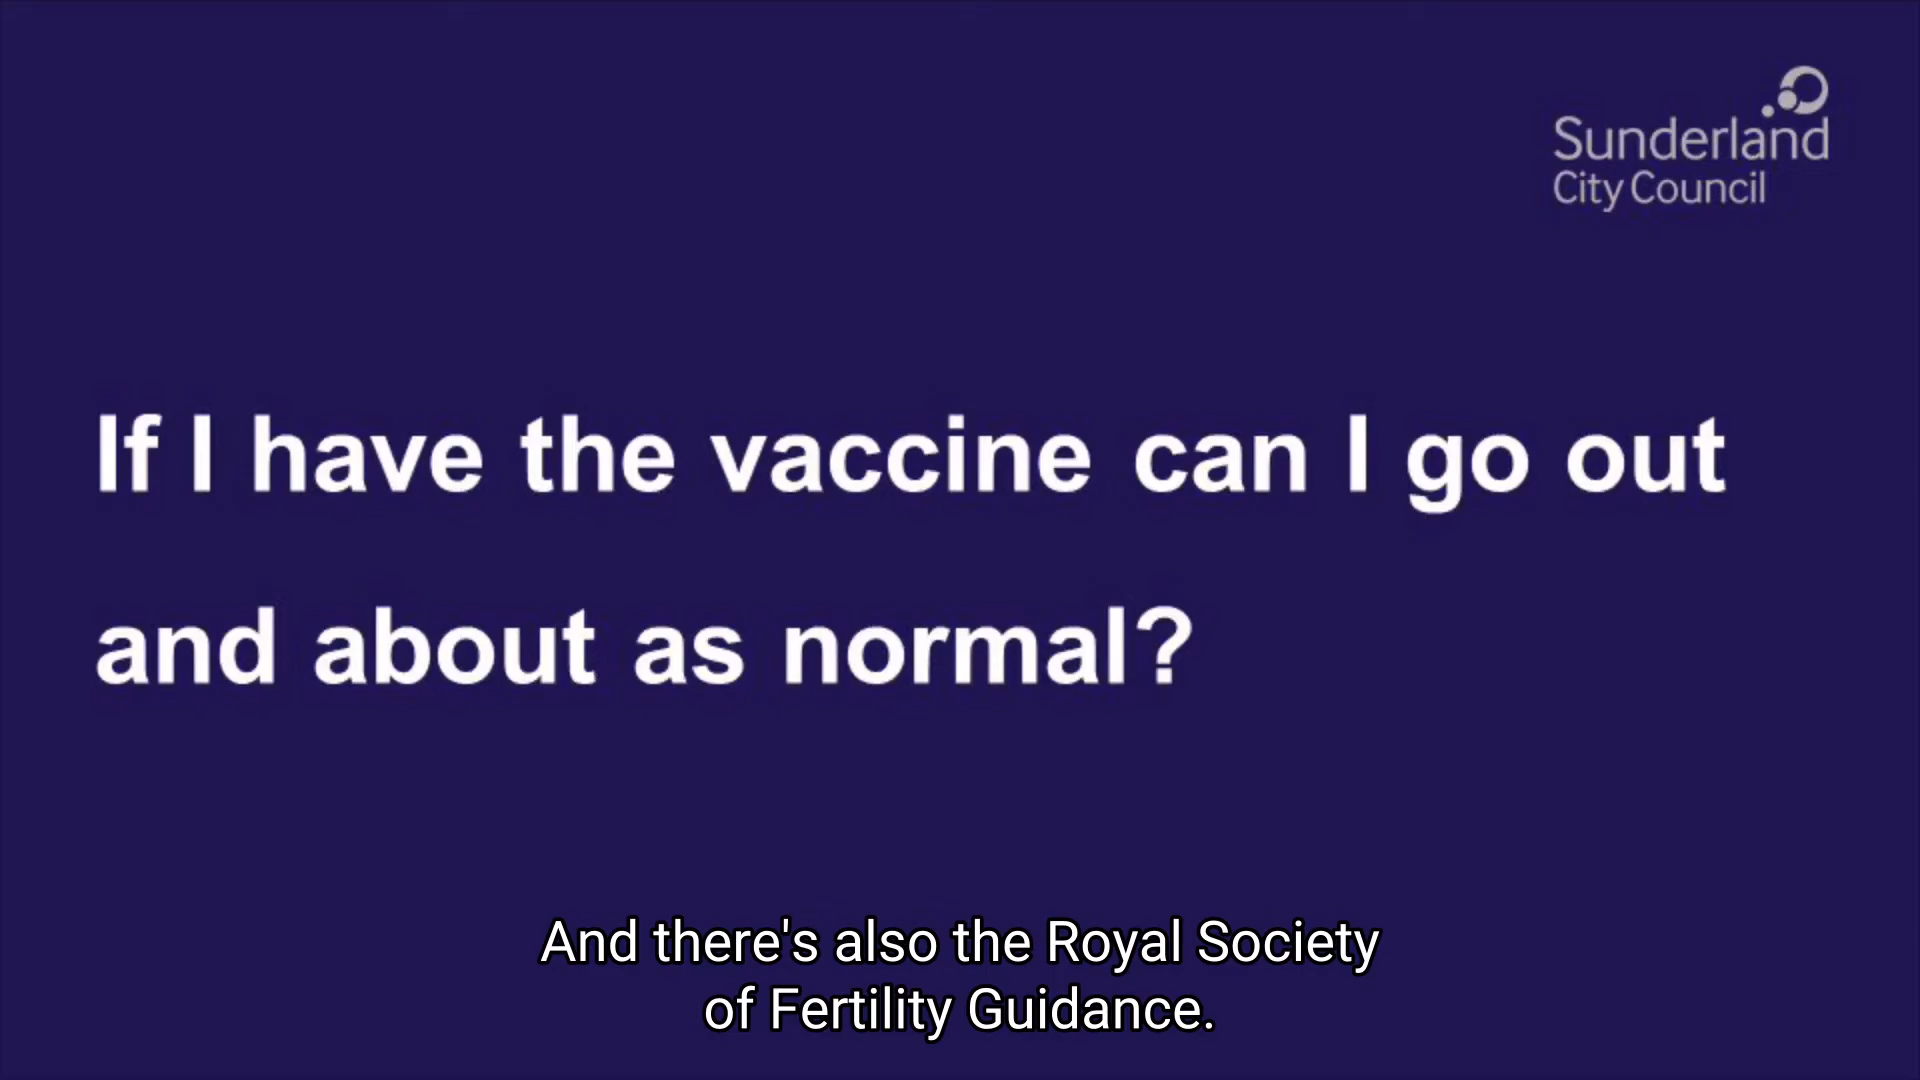 Sunderland
City Council
If I have the vaccine can I go out
and about as normal?
And there's also the Royal Society
of Fertility Guidance.